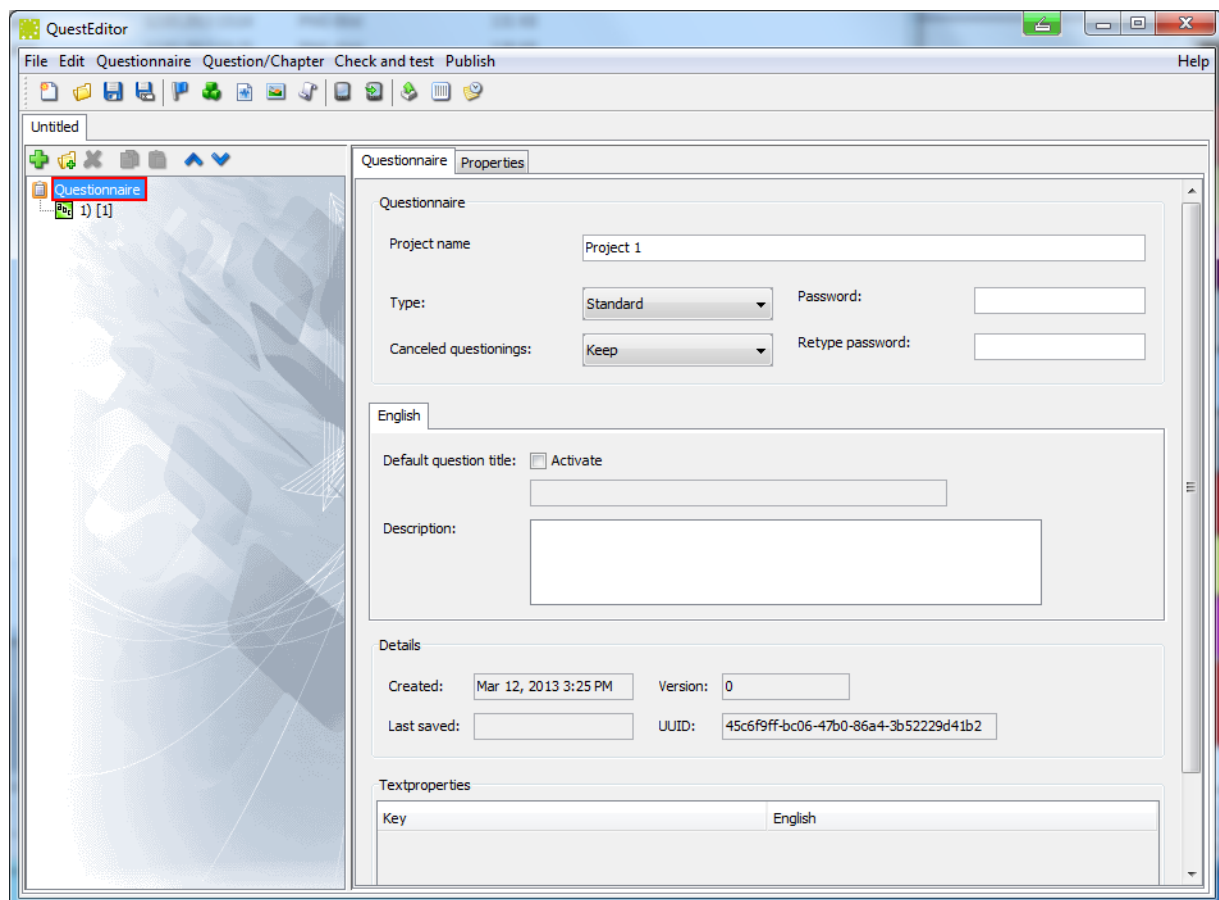 QuestEditor
File Edit Questionnaire Question/Chapter Check and test Publish Help
Untitled
Questionnaire Properties
Questionnaire
1) [1]
Questionnaire
Project name Project 1
Type: Standard Password:
Canceled questionings: Keep Retype password:
English
Default question title: Activate
Description:
Details
Created: Mar 12, 2013 3:25 PM Version: 0
Last saved: UUID: 45c6f9ff-bc06-47b0-86a4-3b52229d41b2
Textproperties
Key English